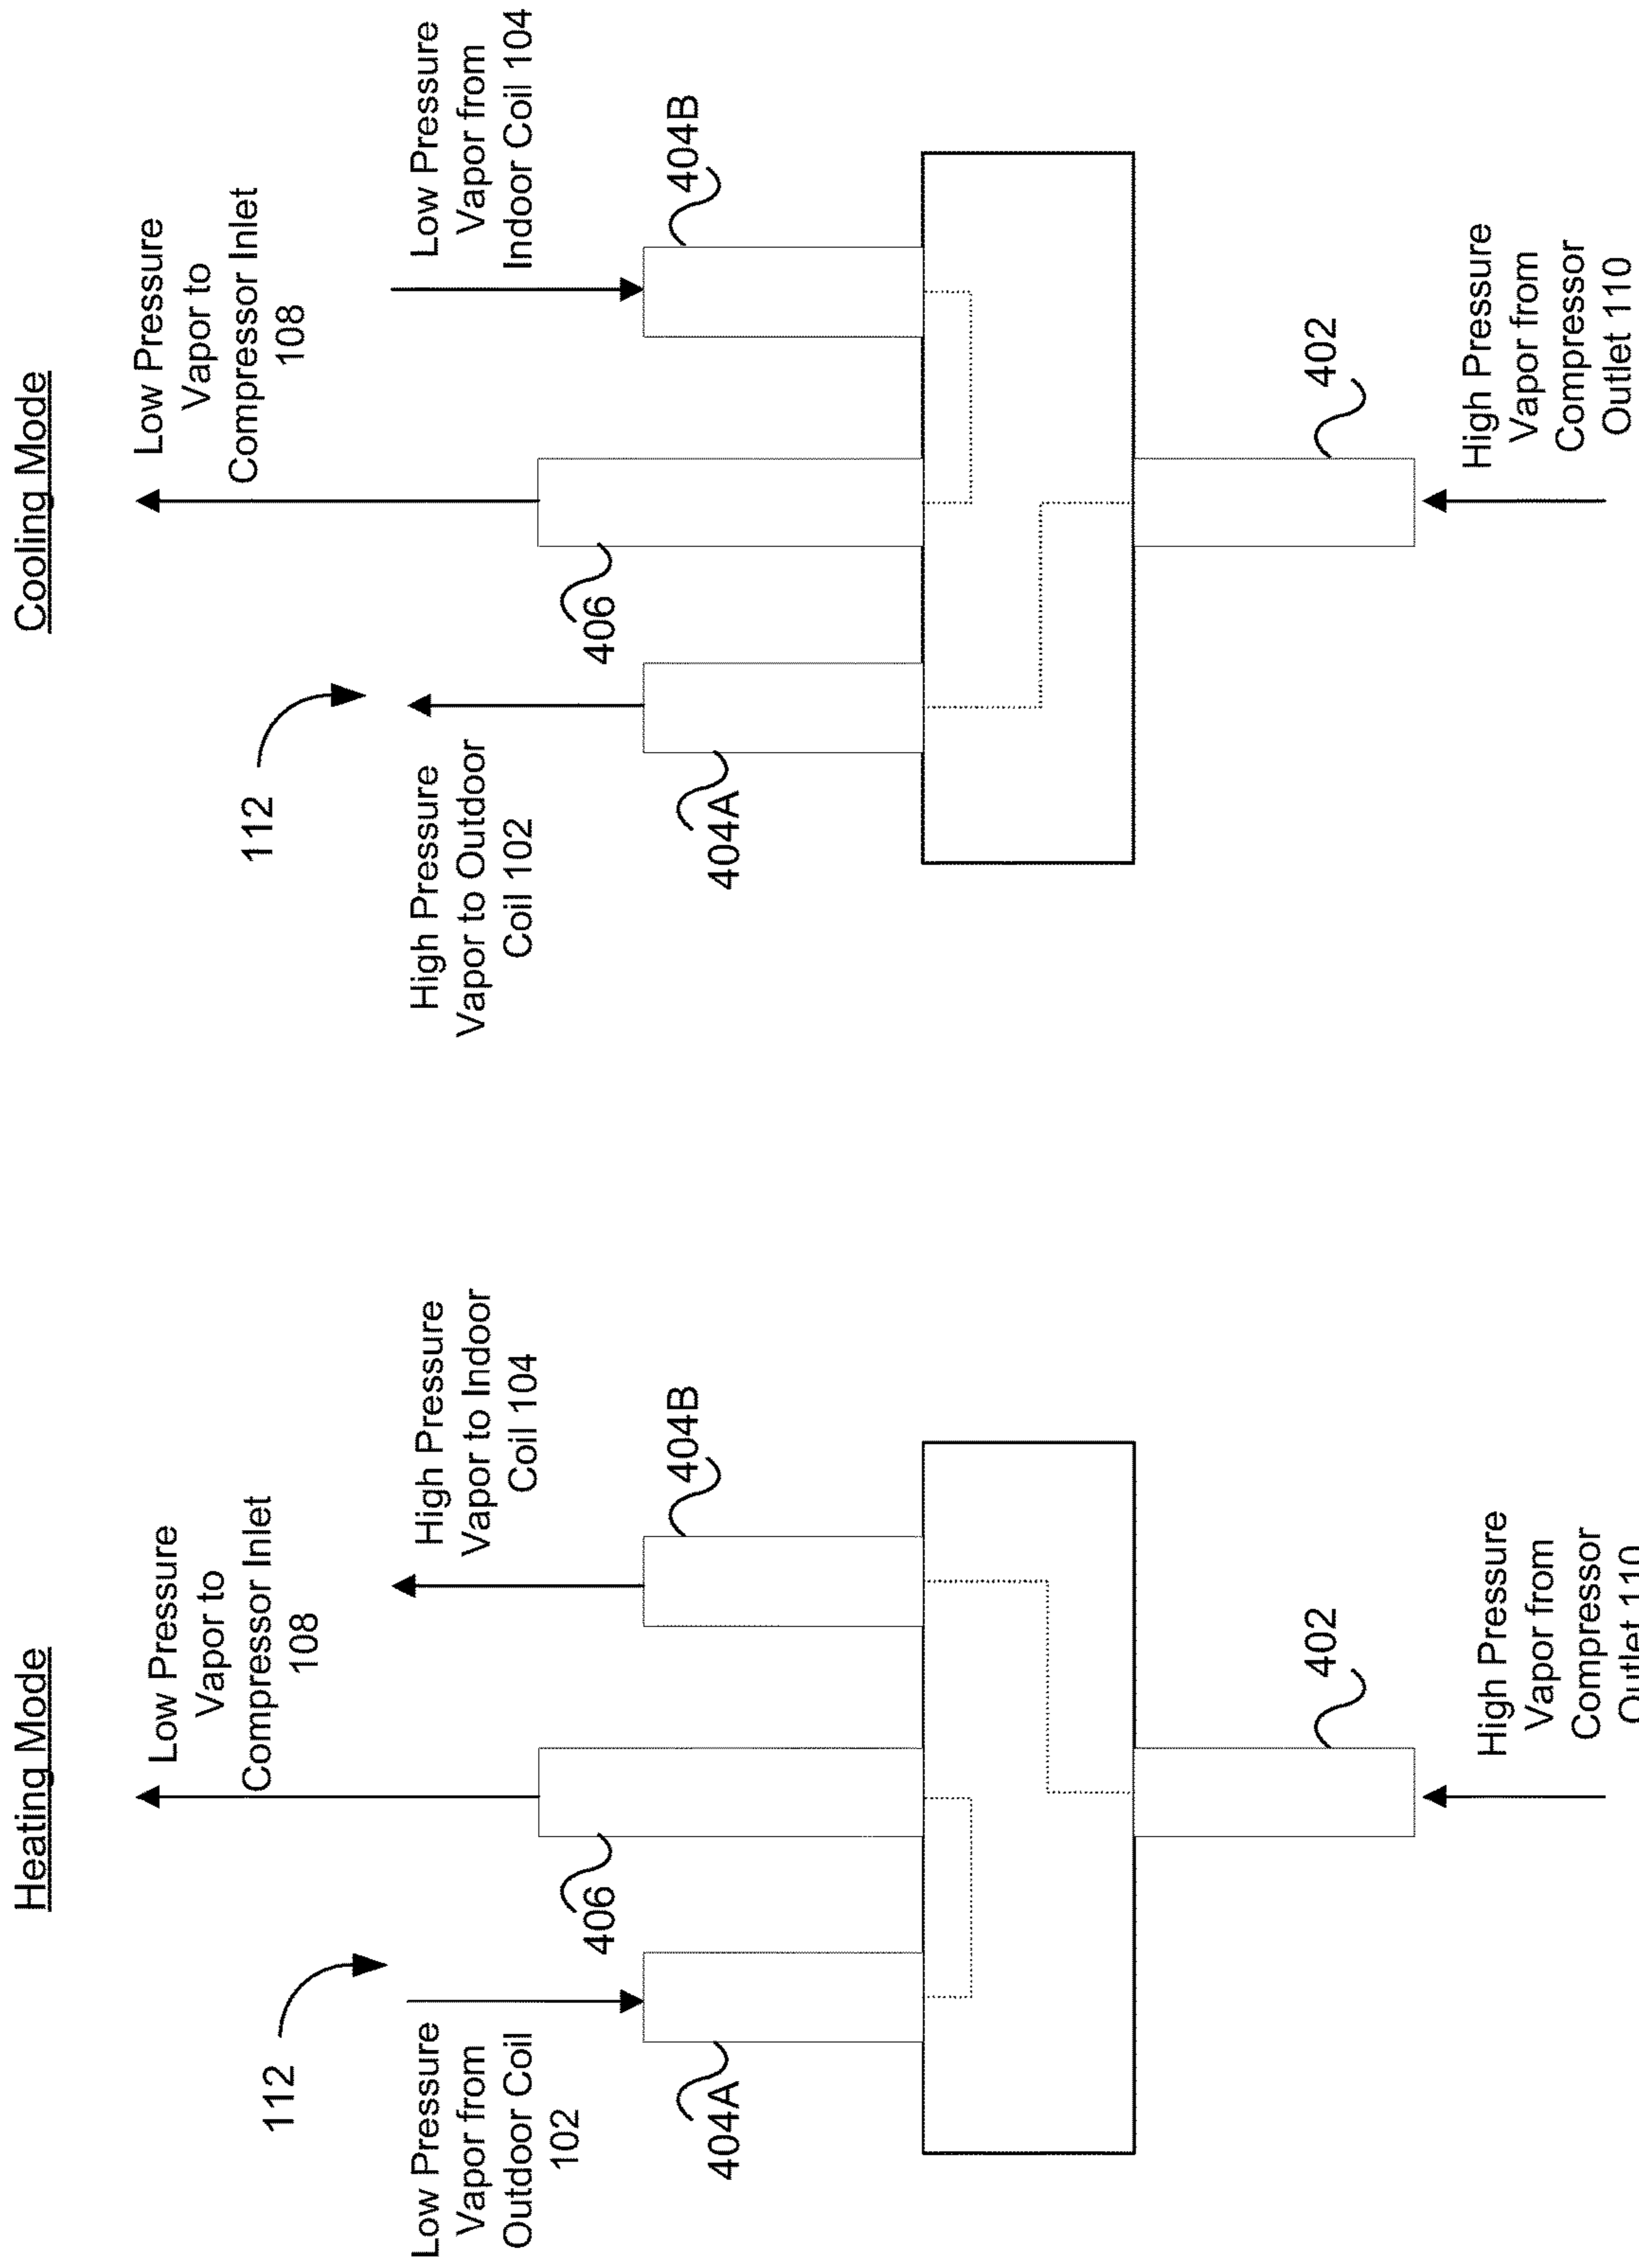 Heating Mode
Low Pressure
Vapor to
Compressor Inlet
108
112
Low Pressure
Vapor from
Outdoor Coil
102
High Pressure
Vapor to Indoor
Coil 104
406
404A
404B
402
High Pressure
Vapor from
Compressor
Outlet 110
Cooling Mode
Low Pressure
Vapor to
Compressor Inlet
108
112
High Pressure
Vapor to Outdoor
Coil 102
Low Pressure
Vapor from
Indoor Coil 104
406
404A
404B
402
High Pressure
Vapor from
Compressor
Outlet 110